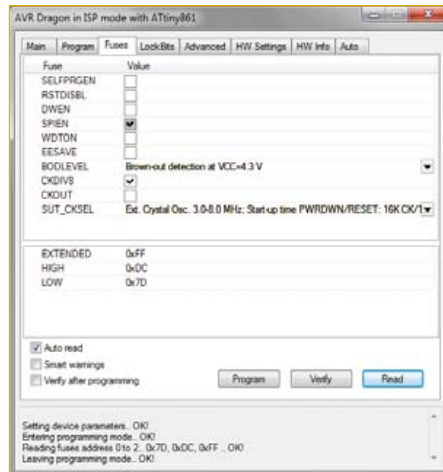 AVR Dragon in ISP mode with ATtiny861
Main Program Fuses LockBits Advanced HW Settings HW Info Auto
Fuse Value
SELFPRGEN
RSTDISBL
DWEN
SPIEN
WDTON
EESAVE
BODLEVEL Brown-out detection at VCC=4.3 V
CKDIV8
CKOUT
SUT_CKSEL Ext. Crystal Osc. 3.0-8.0 MHz; Start-up time PWRDWN/RESET: 16K CK/1
EXTENDED 0xFF
HIGH 0xDC
LOW 0x7D
Auto read
Smart warnings
Verify after programming
Program Verify Read
Setting device parameters.. OK!
Entering programming mode.. OK!
Reading fuses address 0 to 2.. 0x7D, 0xDC, 0xFF .. OK!
Leaving programming mode.. OK!